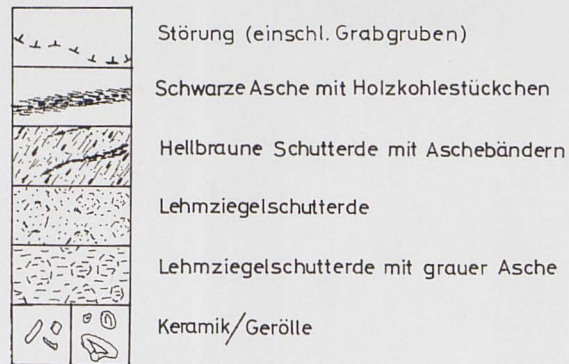 Störung (einschl. Grabgruben)
Schwarze Asche mit Holzkohlestückchen
Hellbraune Schutterde mit Aschebändern
Lehmziegelschutterde
Lehmziegelschutterde mit grauer Asche
Keramik/Gerölle